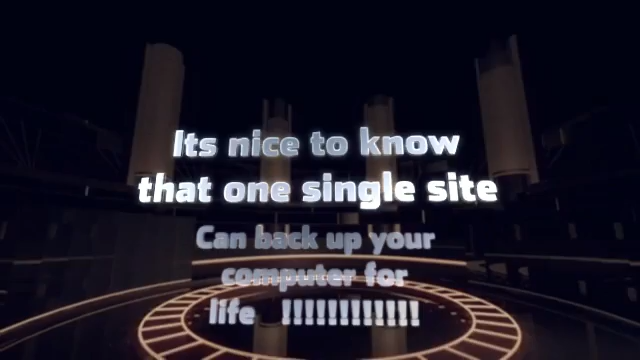 Its nice to know
that one single site
Can back up your
computer for
life !!!!!!!!!!!!!